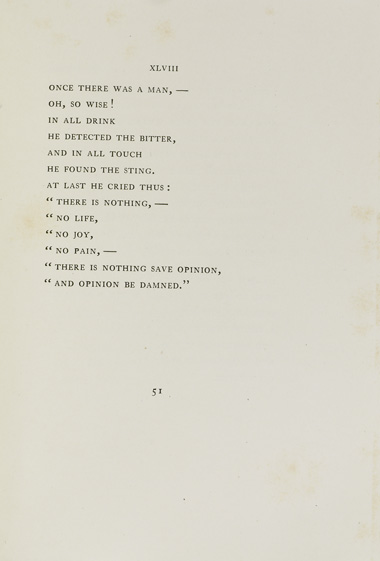 XLVIII
ONCE THERE WAS A MAN,—
OH, SO WISE!
IN ALL DRINK
HE DETECTED THE BITTER,
AND IN ALL TOUCH
HE FOUND THE STING.
AT LAST HE CRIED THUS:
“THERE IS NOTHING,—
“NO LIFE,
“NO JOY,
“NO PAIN,—
“THERE IS NOTHING SAVE OPINION,
“AND OPINION BE DAMNED.”
51